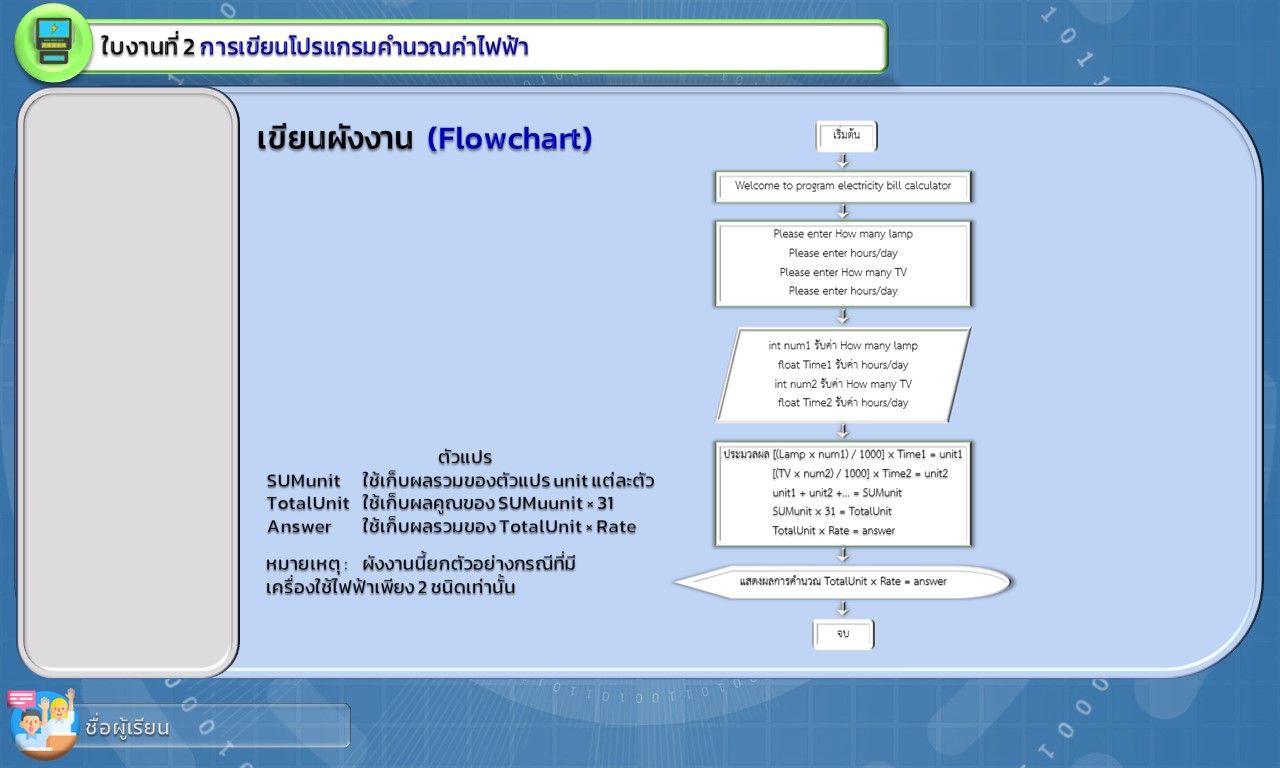 ใบงานที่ 2 การเขียนโปรแกรมคำนวณค่าไฟฟ้า
เขียนผังงาน (Flowchart)
เริ่มต้น
Welcome to program electricity bill calculator
Please enter How many lamp
Please enter hours/day
Please enter How many TV
Please enter hours/day
int num1 รับค่า How many lamp
float Time1 รับค่า hours/day
int num2 รับค่า How many TV
float Time2 รับค่า hours/day
ประมวลผล [(Lamp x num1) / 1000] x Time1 = unit1
[(TV x num2) / 1000] x Time2 = unit2
unit1 + unit2 +... = SUMunit
SUMunit x 31 = TotalUnit
TotalUnit x Rate = answer
แสดงผลการคำนวณ TotalUnit x Rate = answer
จบ
ตัวแปร
SUMunit ใช้เก็บผลรวมของตัวแปร unit แต่ละตัว
TotalUnit ใช้เก็บผลคูณของ SUMuunit × 31
Answer ใช้เก็บผลรวมของ TotalUnit × Rate
หมายเหตุ : ผังงานนี้ยกตัวอย่างกรณีที่มี
เครื่องใช้ไฟฟ้าเพียง 2 ชนิดเท่านั้น
ชื่อผู้เรียน